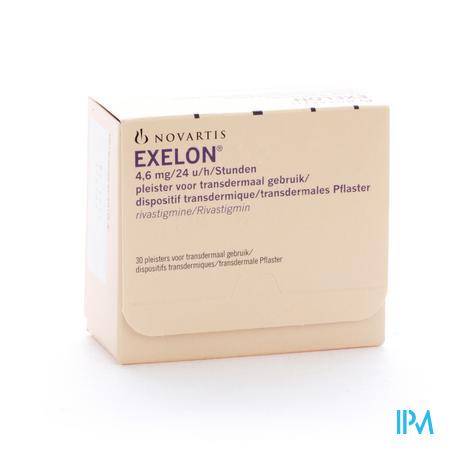 EXELON
NOVARTIS
EXELON®
4,6 mg/24 u/h/Stunden
pleister voor transdermaal gebruik/
dispositif transdermique/transdermales Pflaster
rivastigmine/Rivastigmin
30 pleisters voor transdermaal gebruik/
dispositifs transdermiques/transdermale Pflaster
IPM